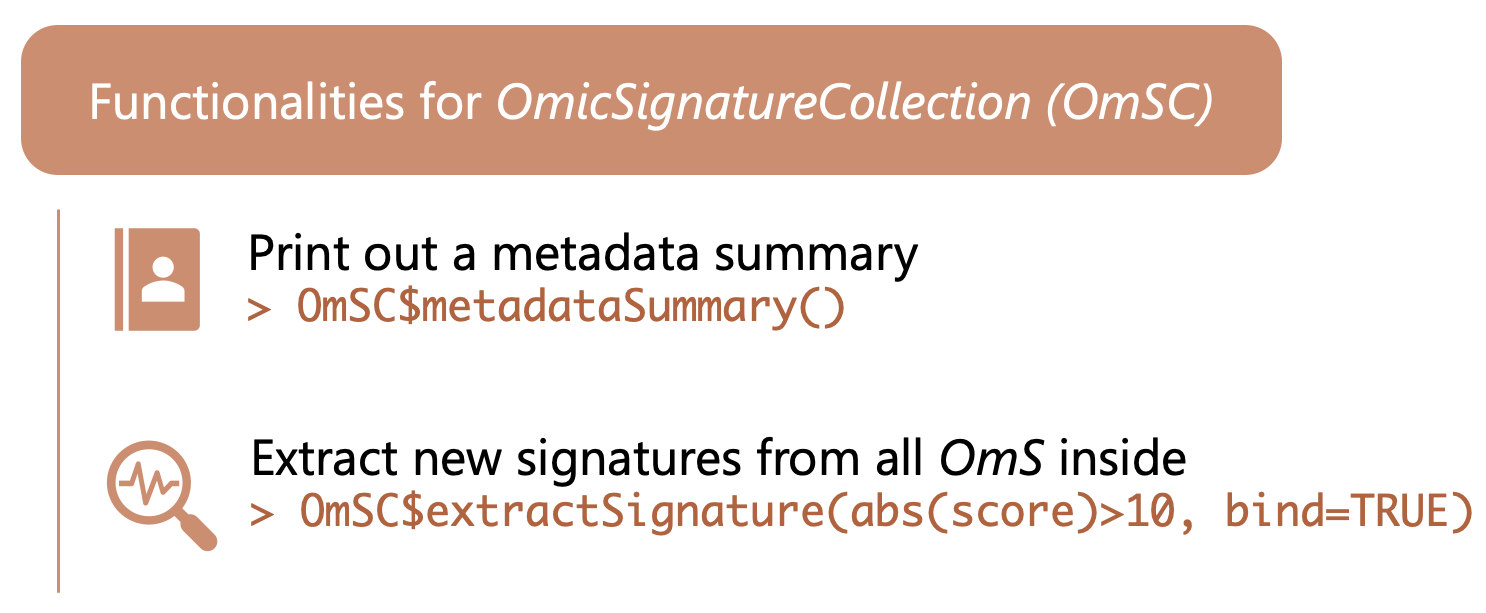 Functionalities for OmicSignatureCollection (OmSC)
Print out a metadata summary
> OmSC$metadataSummary()
Extract new signatures from all OmS inside
> OmSC$extractSignature(abs(score)>10, bind=TRUE)